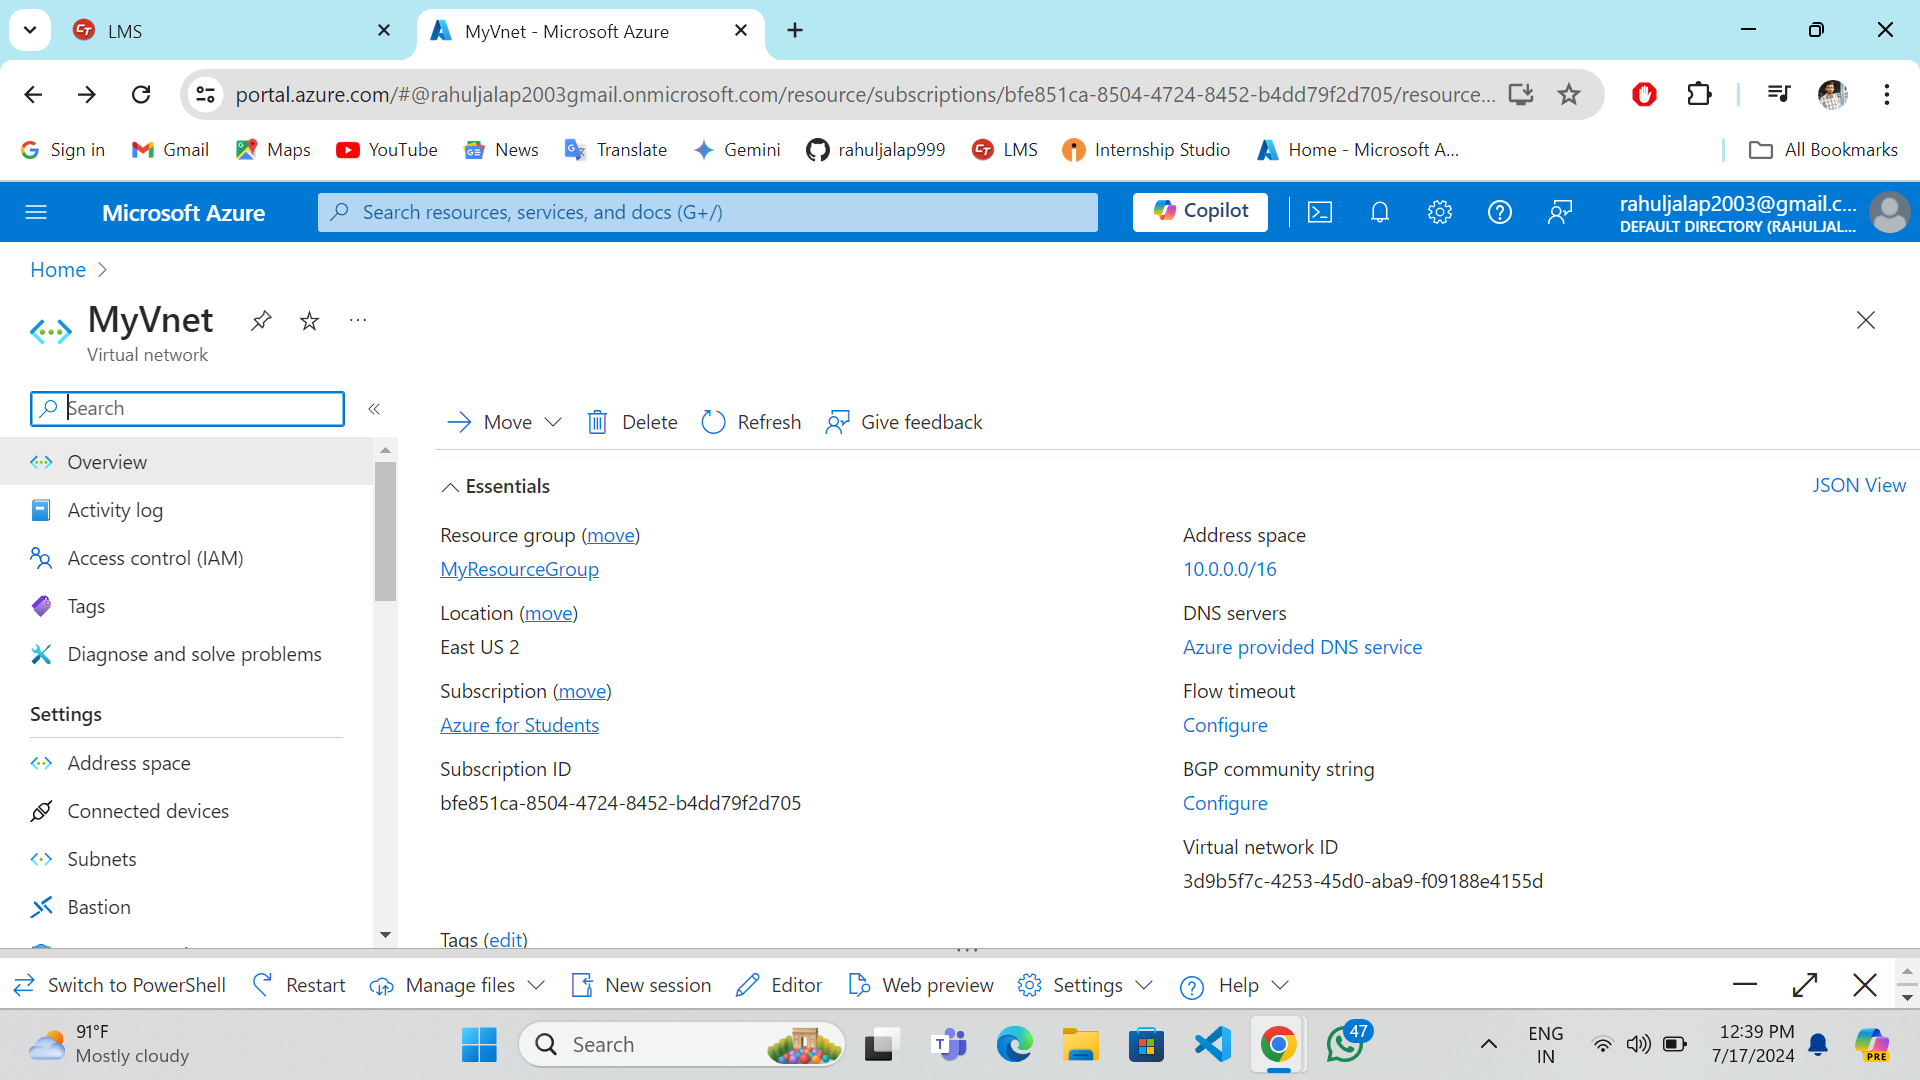 LMS
MyVnet - Microsoft Azure
portal.azure.com/#@rahuljalap2003gmail.onmicrosoft.com/resource/subscriptions/bfe851ca-8504-4724-8452-b4dd79f2d705/resource...
Sign in
Gmail
Maps
YouTube
News
Translate
Gemini
rahuljalap999
LMS
Internship Studio
Home - Microsoft A...
All Bookmarks
Microsoft Azure
Search resources, services, and docs (G+/)
Copilot
rahuljalap2003@gmail.c...
DEFAULT DIRECTORY (RAHULJAL...
Home
MyVnet
Virtual network
Search
Move
Delete
Refresh
Give feedback
Overview
Activity log
Access control (IAM)
Tags
Diagnose and solve problems
Settings
Address space
Connected devices
Subnets
Bastion
Essentials
JSON View
Resource group (move)
MyResourceGroup
Location (move)
East US 2
Subscription (move)
Azure for Students
Subscription ID
bfe851ca-8504-4724-8452-b4dd79f2d705
Address space
10.0.0.0/16
DNS servers
Azure provided DNS service
Flow timeout
Configure
BGP community string
Configure
Virtual network ID
3d9b5f7c-4253-45d0-aba9-f09188e4155d
Tags (edit)
Switch to PowerShell
Restart
Manage files
New session
Editor
Web preview
Settings
Help
91°F
Mostly cloudy
Search
T
47
PRE
ENG
IN
12:39 PM
7/17/2024